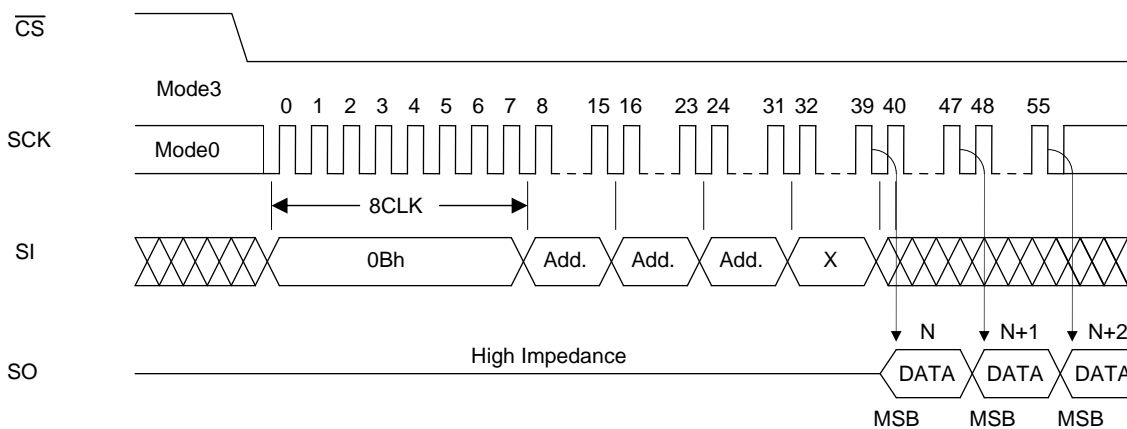 CS
Mode3
0 1 2 3 4 5 6 7 8 15 16 23 24 31 32 39 40 47 48 55
SCK
Mode0
8CLK
SI
0Bh Add. Add. Add. X
N N+1 N+2
High Impedance
SO
DATA DATA DATA
MSB MSB MSB